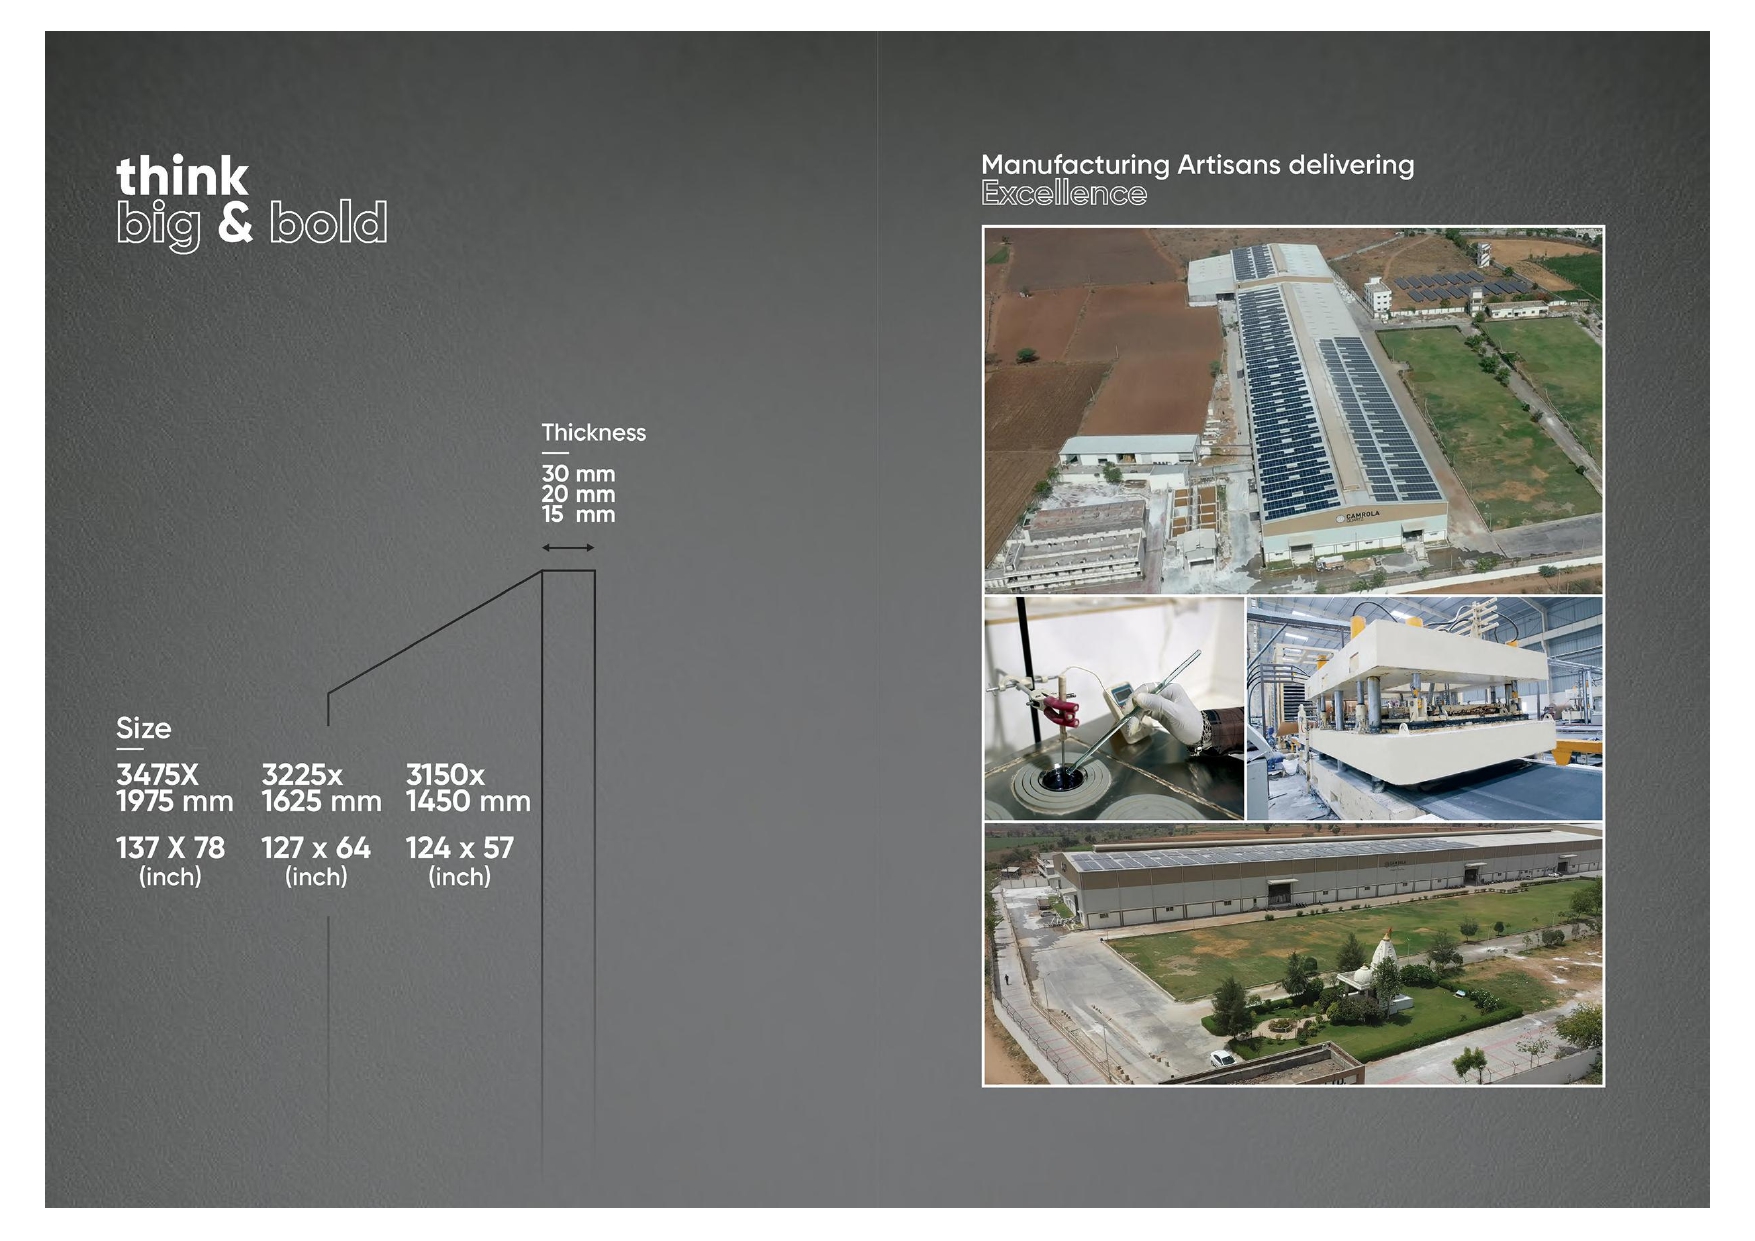 think
big & bold
Thickness
30 mm
20 mm
15 mm
Size
3475X
1975 mm
137 X 78
(inch)
3225x
1625 mm
127 x 64
(inch)
3150x
1450 mm
124 x 57
(inch)
Manufacturing Artisans delivering
Excellence
CAMROLA